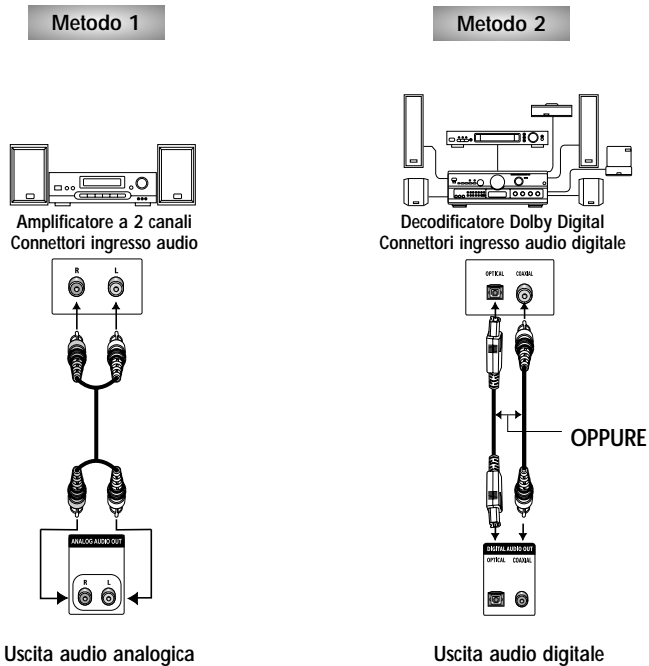 Metodo 1
Amplificatore a 2 canali
Connettori ingresso audio
R L
ANALOG AUDIO OUT
R L
Uscita audio analogica
Metodo 2
Decodificatore Dolby Digital
Connettori ingresso audio digitale
OPTICAL COAXIAL
OPPURE
DIGITAL AUDIO OUT
OPTICAL COAXIAL
Uscita audio digitale